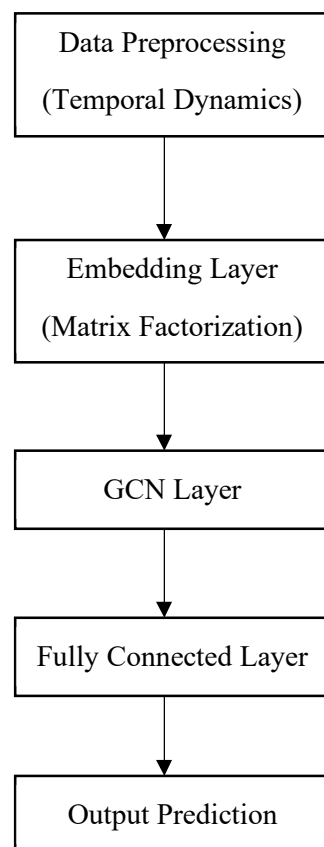 Data Preprocessing
(Temporal Dynamics)
Embedding Layer
(Matrix Factorization)
GCN Layer
Fully Connected Layer
Output Prediction